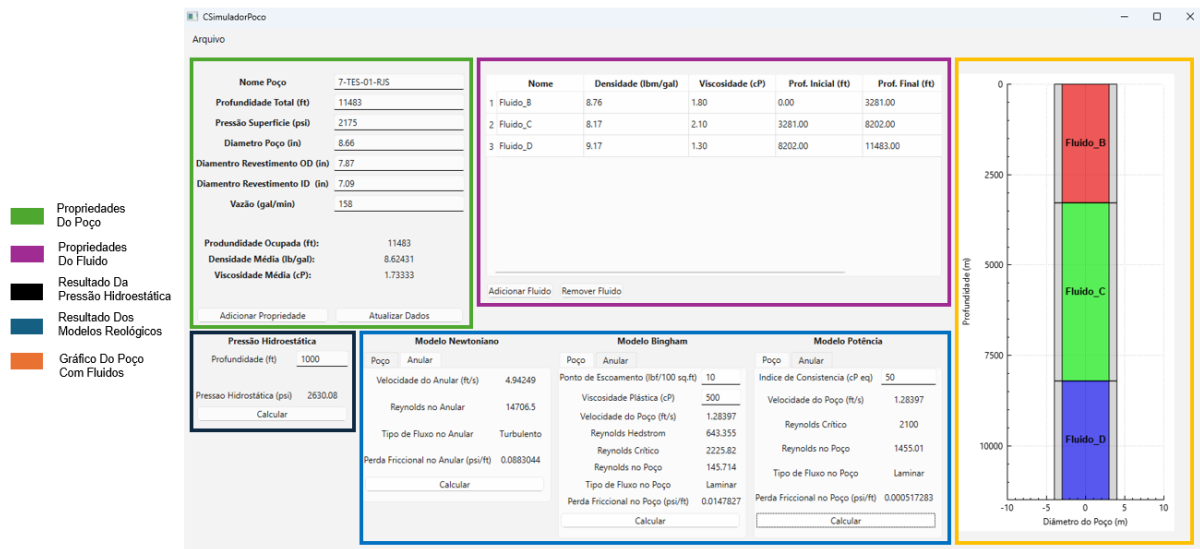 CSimuladorPoco
Arquivo
Propriedades
Do Poço
Propriedades
Do Fluido
Resultado Da
Pressão Hidroestática
Resultado Dos
Modelos Reológicos
Gráfico Do Poço
Com Fluidos
Nome Poço 7-TES-01-RJS
Profundidade Total (ft) 11483
Pressão Superficie (psi) 2175
Diametro Poço (in) 8.66
Diamentro Revestimento OD (in) 7.87
Diamentro Revestimento ID (in) 7.09
Vazão (gal/min) 158
Produndidade Ocupada (ft): 11483
Densidade Média (lb/gal): 8.62431
Viscosidade Média (cP): 1.73333
Adicionar Propriedade Atualizar Dados
Nome Densidade (lbm/gal) Viscosidade (cP) Prof. Inicial (ft) Prof. Final (ft)
1 Fluido_B 8.76 1.80 0.00 3281.00
2 Fluido_C 8.17 2.10 3281.00 8202.00
3 Fluido_D 9.17 1.30 8202.00 11483.00
Adicionar Fluido Remover Fluido
Pressão Hidroestática
Profundidade (ft) 1000
Pressao Hidrostática (psi) 2630.08
Calcular
Modelo Newtoniano
Poço Anular
Velocidade do Anular (ft/s) 4.94249
Reynolds no Anular 14706.5
Tipo de Fluxo no Anular Turbulento
Perda Friccional no Anular (psi/ft) 0.0883044
Calcular
Modelo Bingham
Poço Anular
Ponto de Escoamento (lbf/100 sq.ft) 10
Viscosidade Plástica (cP) 500
Velocidade do Poço (ft/s) 1.28397
Reynolds Hedstrom 643.355
Reynolds Crítico 2225.82
Reynolds no Poço 145.714
Tipo de Fluxo no Poço Laminar
Perda Friccional no Poço (psi/ft) 0.0147827
Calcular
Modelo Potência
Poço Anular
Indice de Consistencia (cP eq) 50
Velocidade do Poço (ft/s) 1.28397
Reynolds Crítico 2100
Reynolds no Poço 1455.01
Tipo de Fluxo no Poço Laminar
Perda Friccional no Poço (psi/ft) 0.000517283
Calcular
Profundidade (m)
0
2500
5000
7500
10000
Fluido_B
Fluido_C
Fluido_D
-10 -5 0 5 10
Diâmetro do Poço (m)